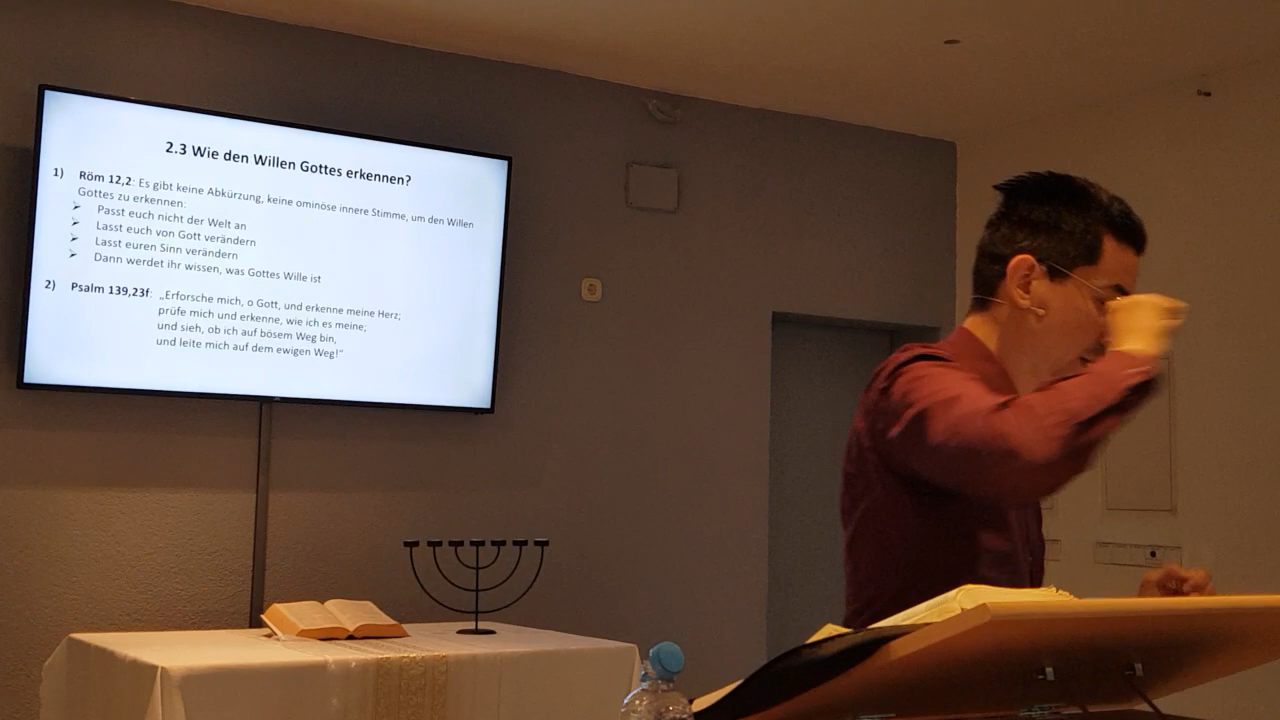 2.3 Wie den Willen Gottes erkennen?
1) Röm 12,2: Es gibt keine Abkürzung, keine ominöse innere Stimme, um den Willen
Gottes zu erkennen:
➢ Passt euch nicht der Welt an
➢ Lasst euch von Gott verändern
➢ Lasst euren Sinn verändern
➢ Dann werdet ihr wissen, was Gottes Wille ist
2) Psalm 139,23f: „Erforsche mich, o Gott, und erkenne meine Herz;
prüfe mich und erkenne, wie ich es meine;
und sieh, ob ich auf bösem Weg bin,
und leite mich auf dem ewigen Weg!"